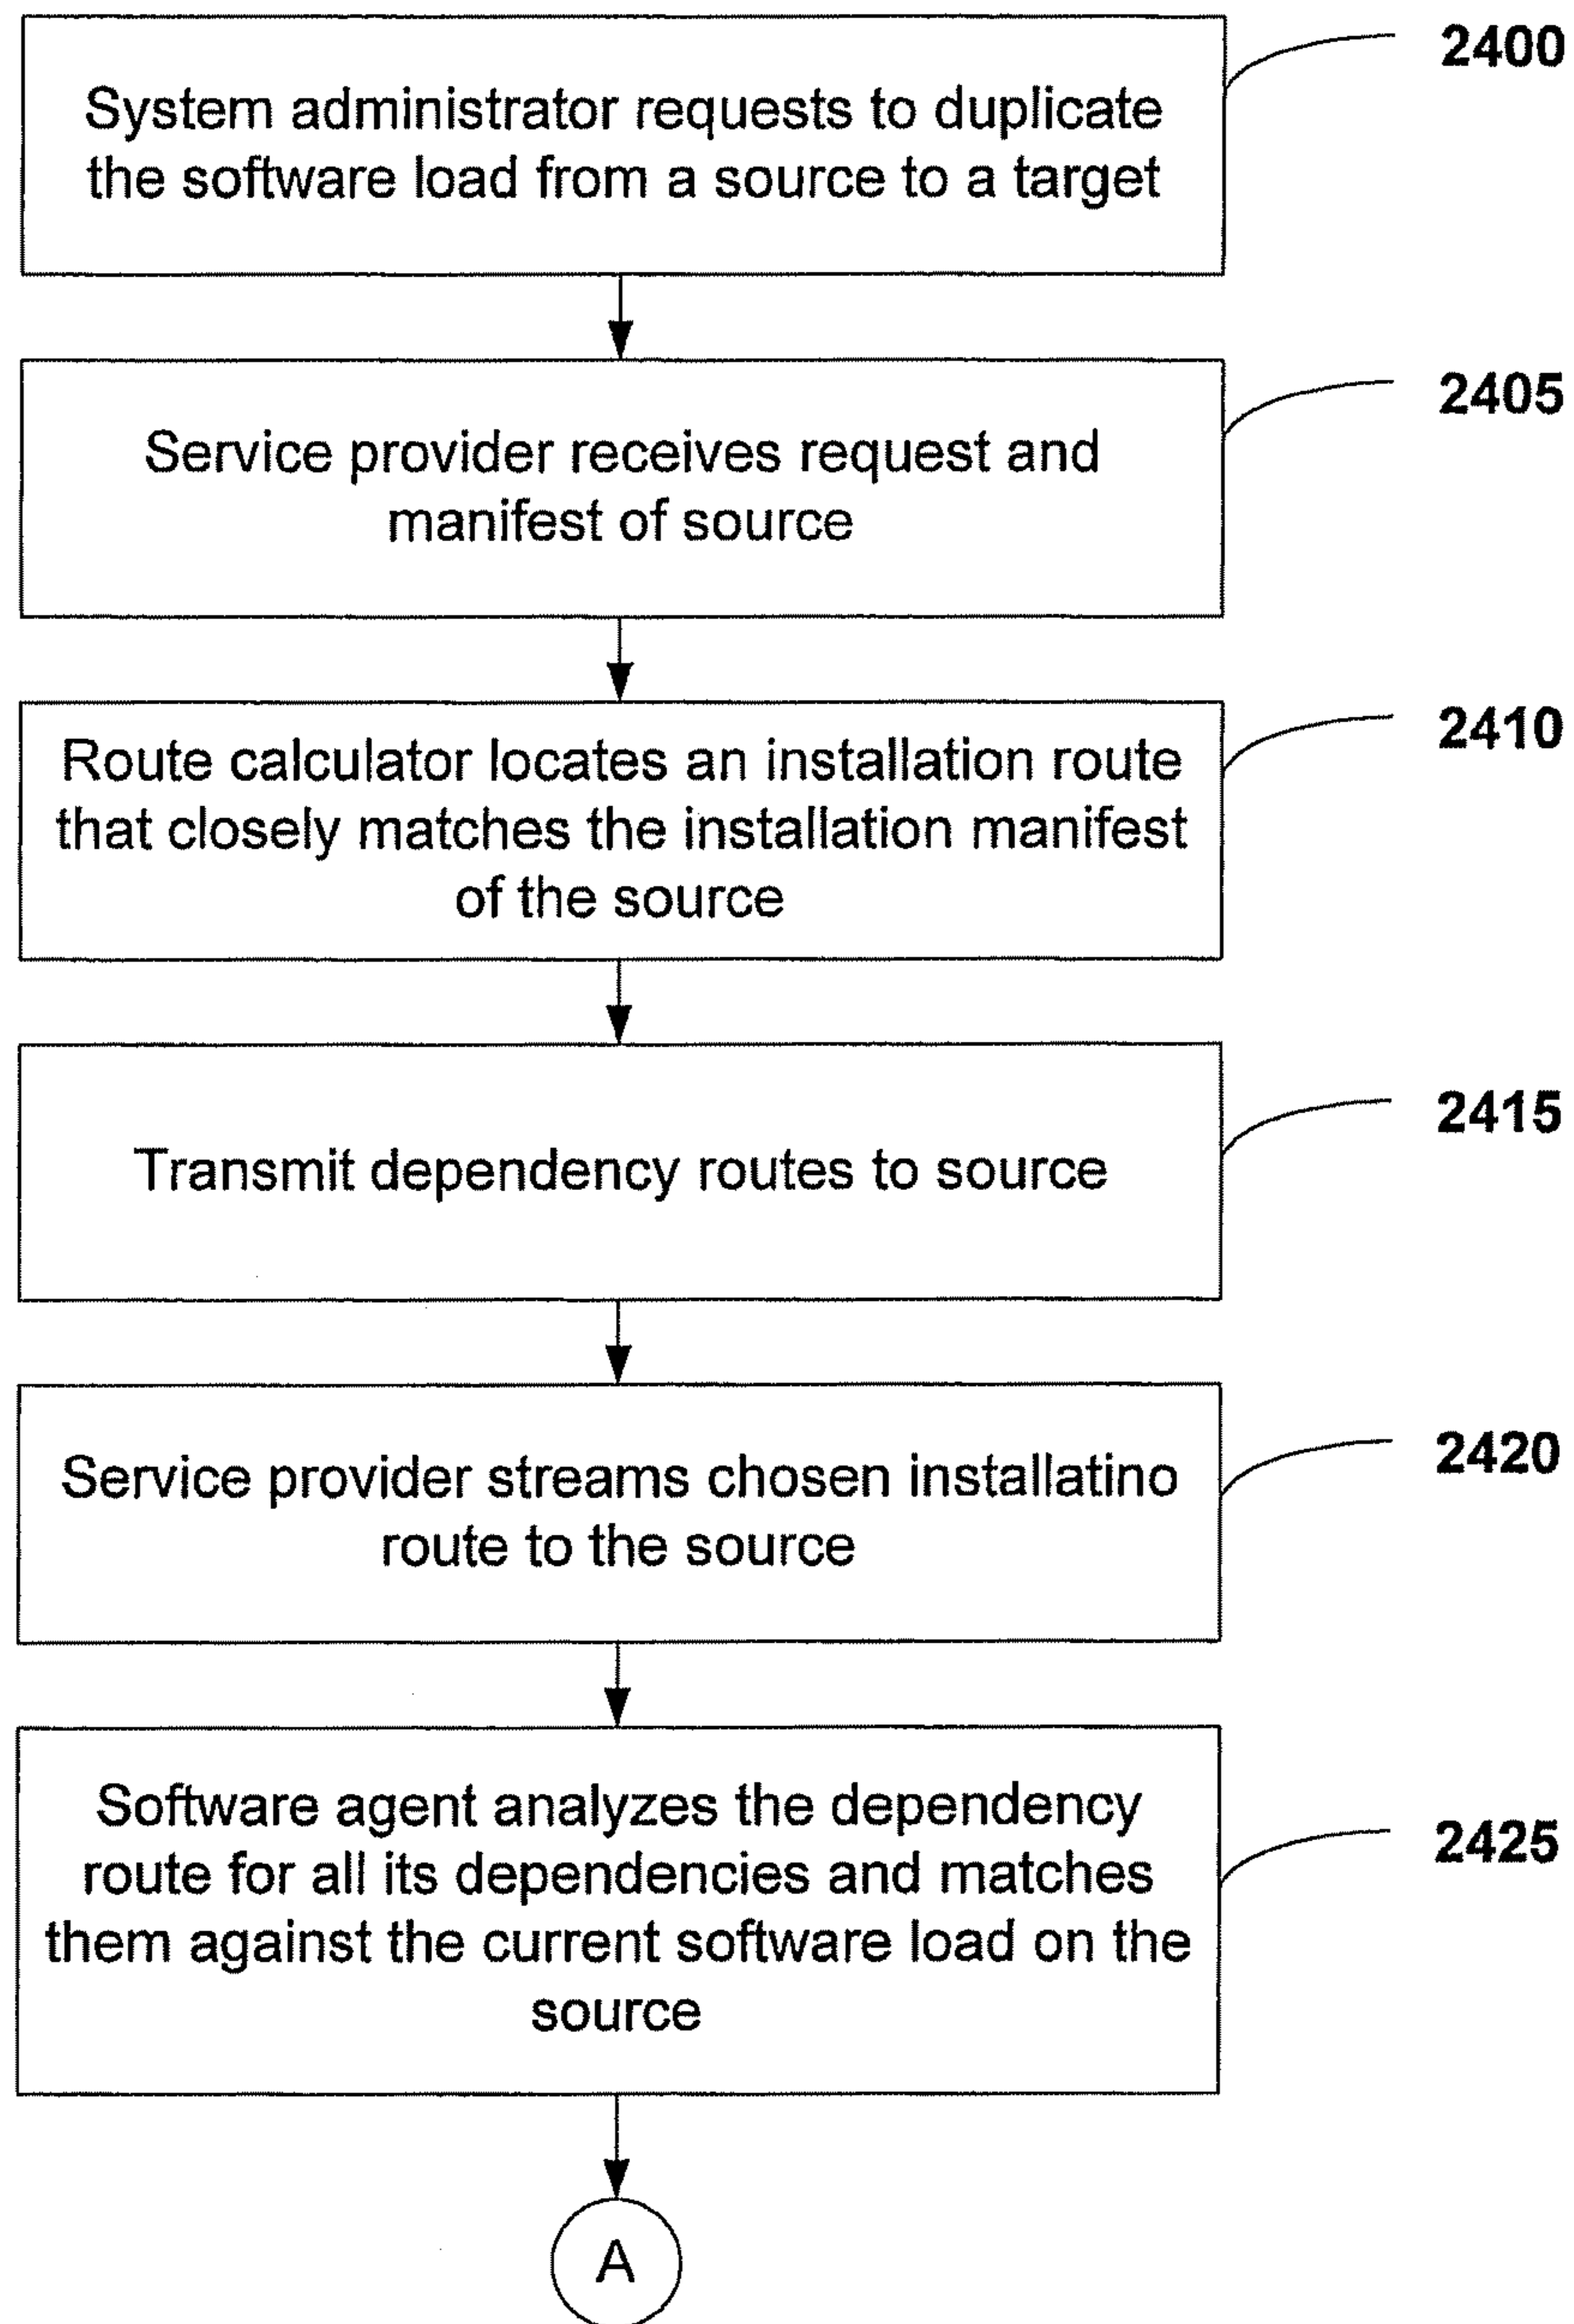 2400
System administrator requests to duplicate
the software load from a source to a target
2405
Service provider receives request and
manifest of source
2410
Route calculator locates an installation route
that closely matches the installation manifest
of the source
2415
Transmit dependency routes to source
2420
Service provider streams chosen installatino
route to the source
2425
Software agent analyzes the dependency
route for all its dependencies and matches
them against the current software load on the
source
A